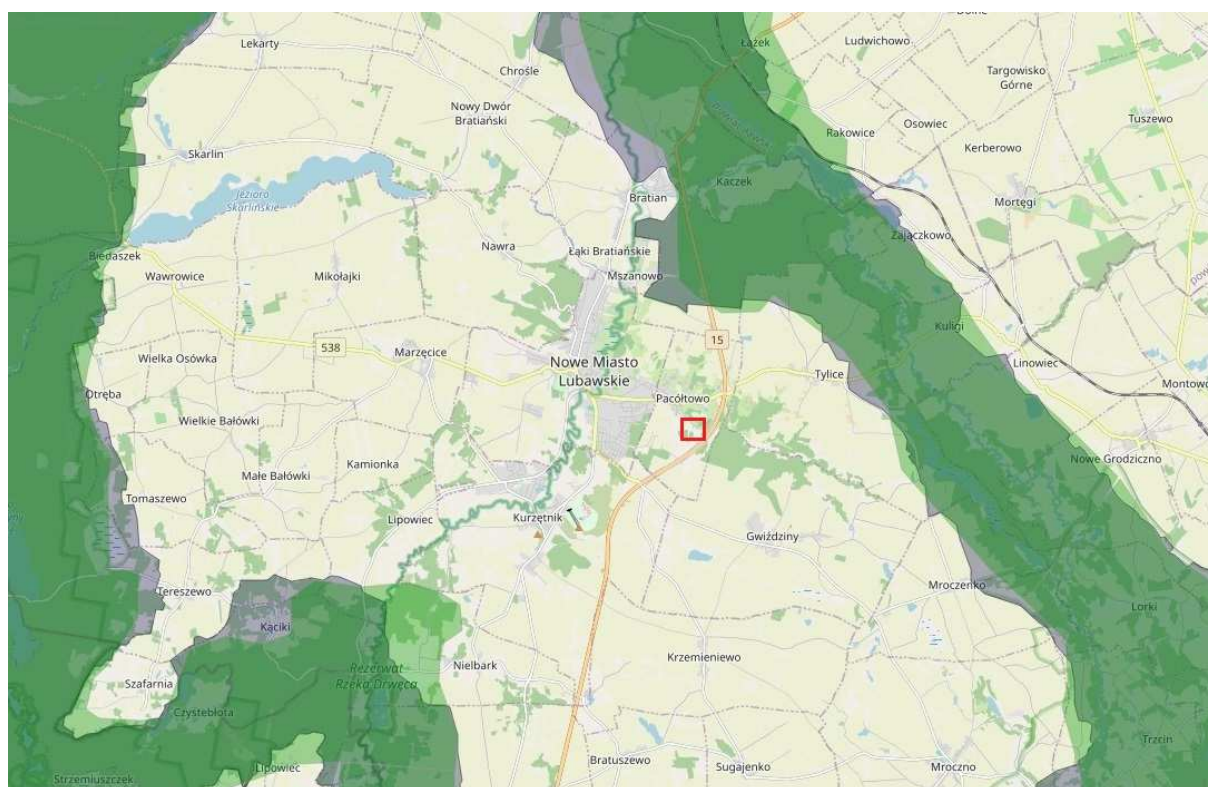 Lekarty
Chrośle
Łążek
Ludwichowo
Targowisko
Górne
Nowy Dwór
Bratiański
Tuszewo
Osowiec
Rakowice
Kerberowo
Skarlin
Kaczek
Jezioro
Skarlińskie
Bratian
Mortęgi
Zajączkowo
Nawra
Łąki Bratiańskie
Biedaszek
Wawrowice
Mikołajki
Mszanowo
Kuligi
15
538
Marzęcice
Wielka Osówka
Nowe Miasto
Lubawskie
Linowiec
Tylice
Montowo
Otręba
Pacółtowo
Wielkie Bałówki
Kamionka
Nowe Grodziczno
Małe Bałówki
Tomaszewo
Lipowiec
Kurzętnik
Gwiździny
Mroczenko
Tereszewo
Lorki
Kąciki
Krzemieniewo
Nielbark
Rezerwat
Rzeka Drwęca
Szafarnia
Czystebłota
Trzcin
Bratuszewo
Lipowiec
Sugajenko
Mroczno
Strzemiuszczek